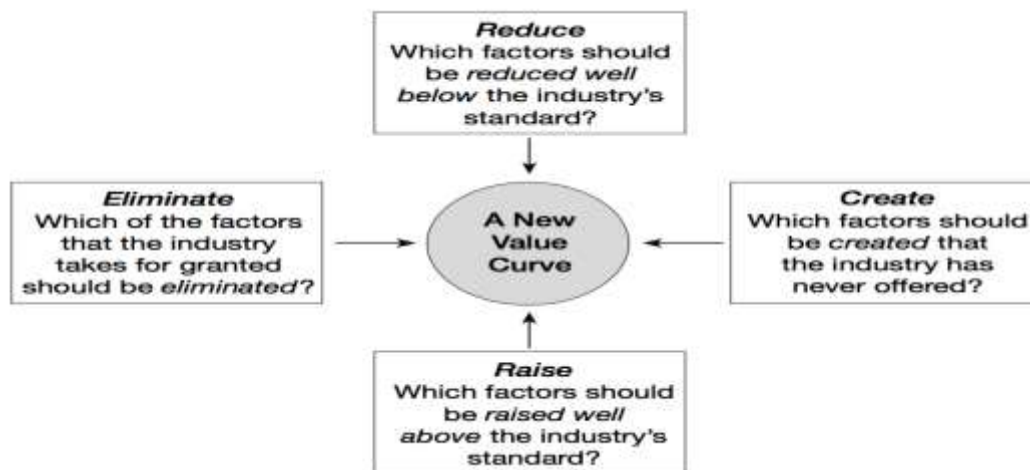 Reduce
Which factors should
be reduced well
below the industry's
standard?
Eliminate
Which of the factors
that the industry
takes for granted
should be eliminated?
A New
Value
Curve
Create
Which factors should
be created that
the industry has
never offered?
Raise
Which factors should
be raised well
above the industry's
standard?